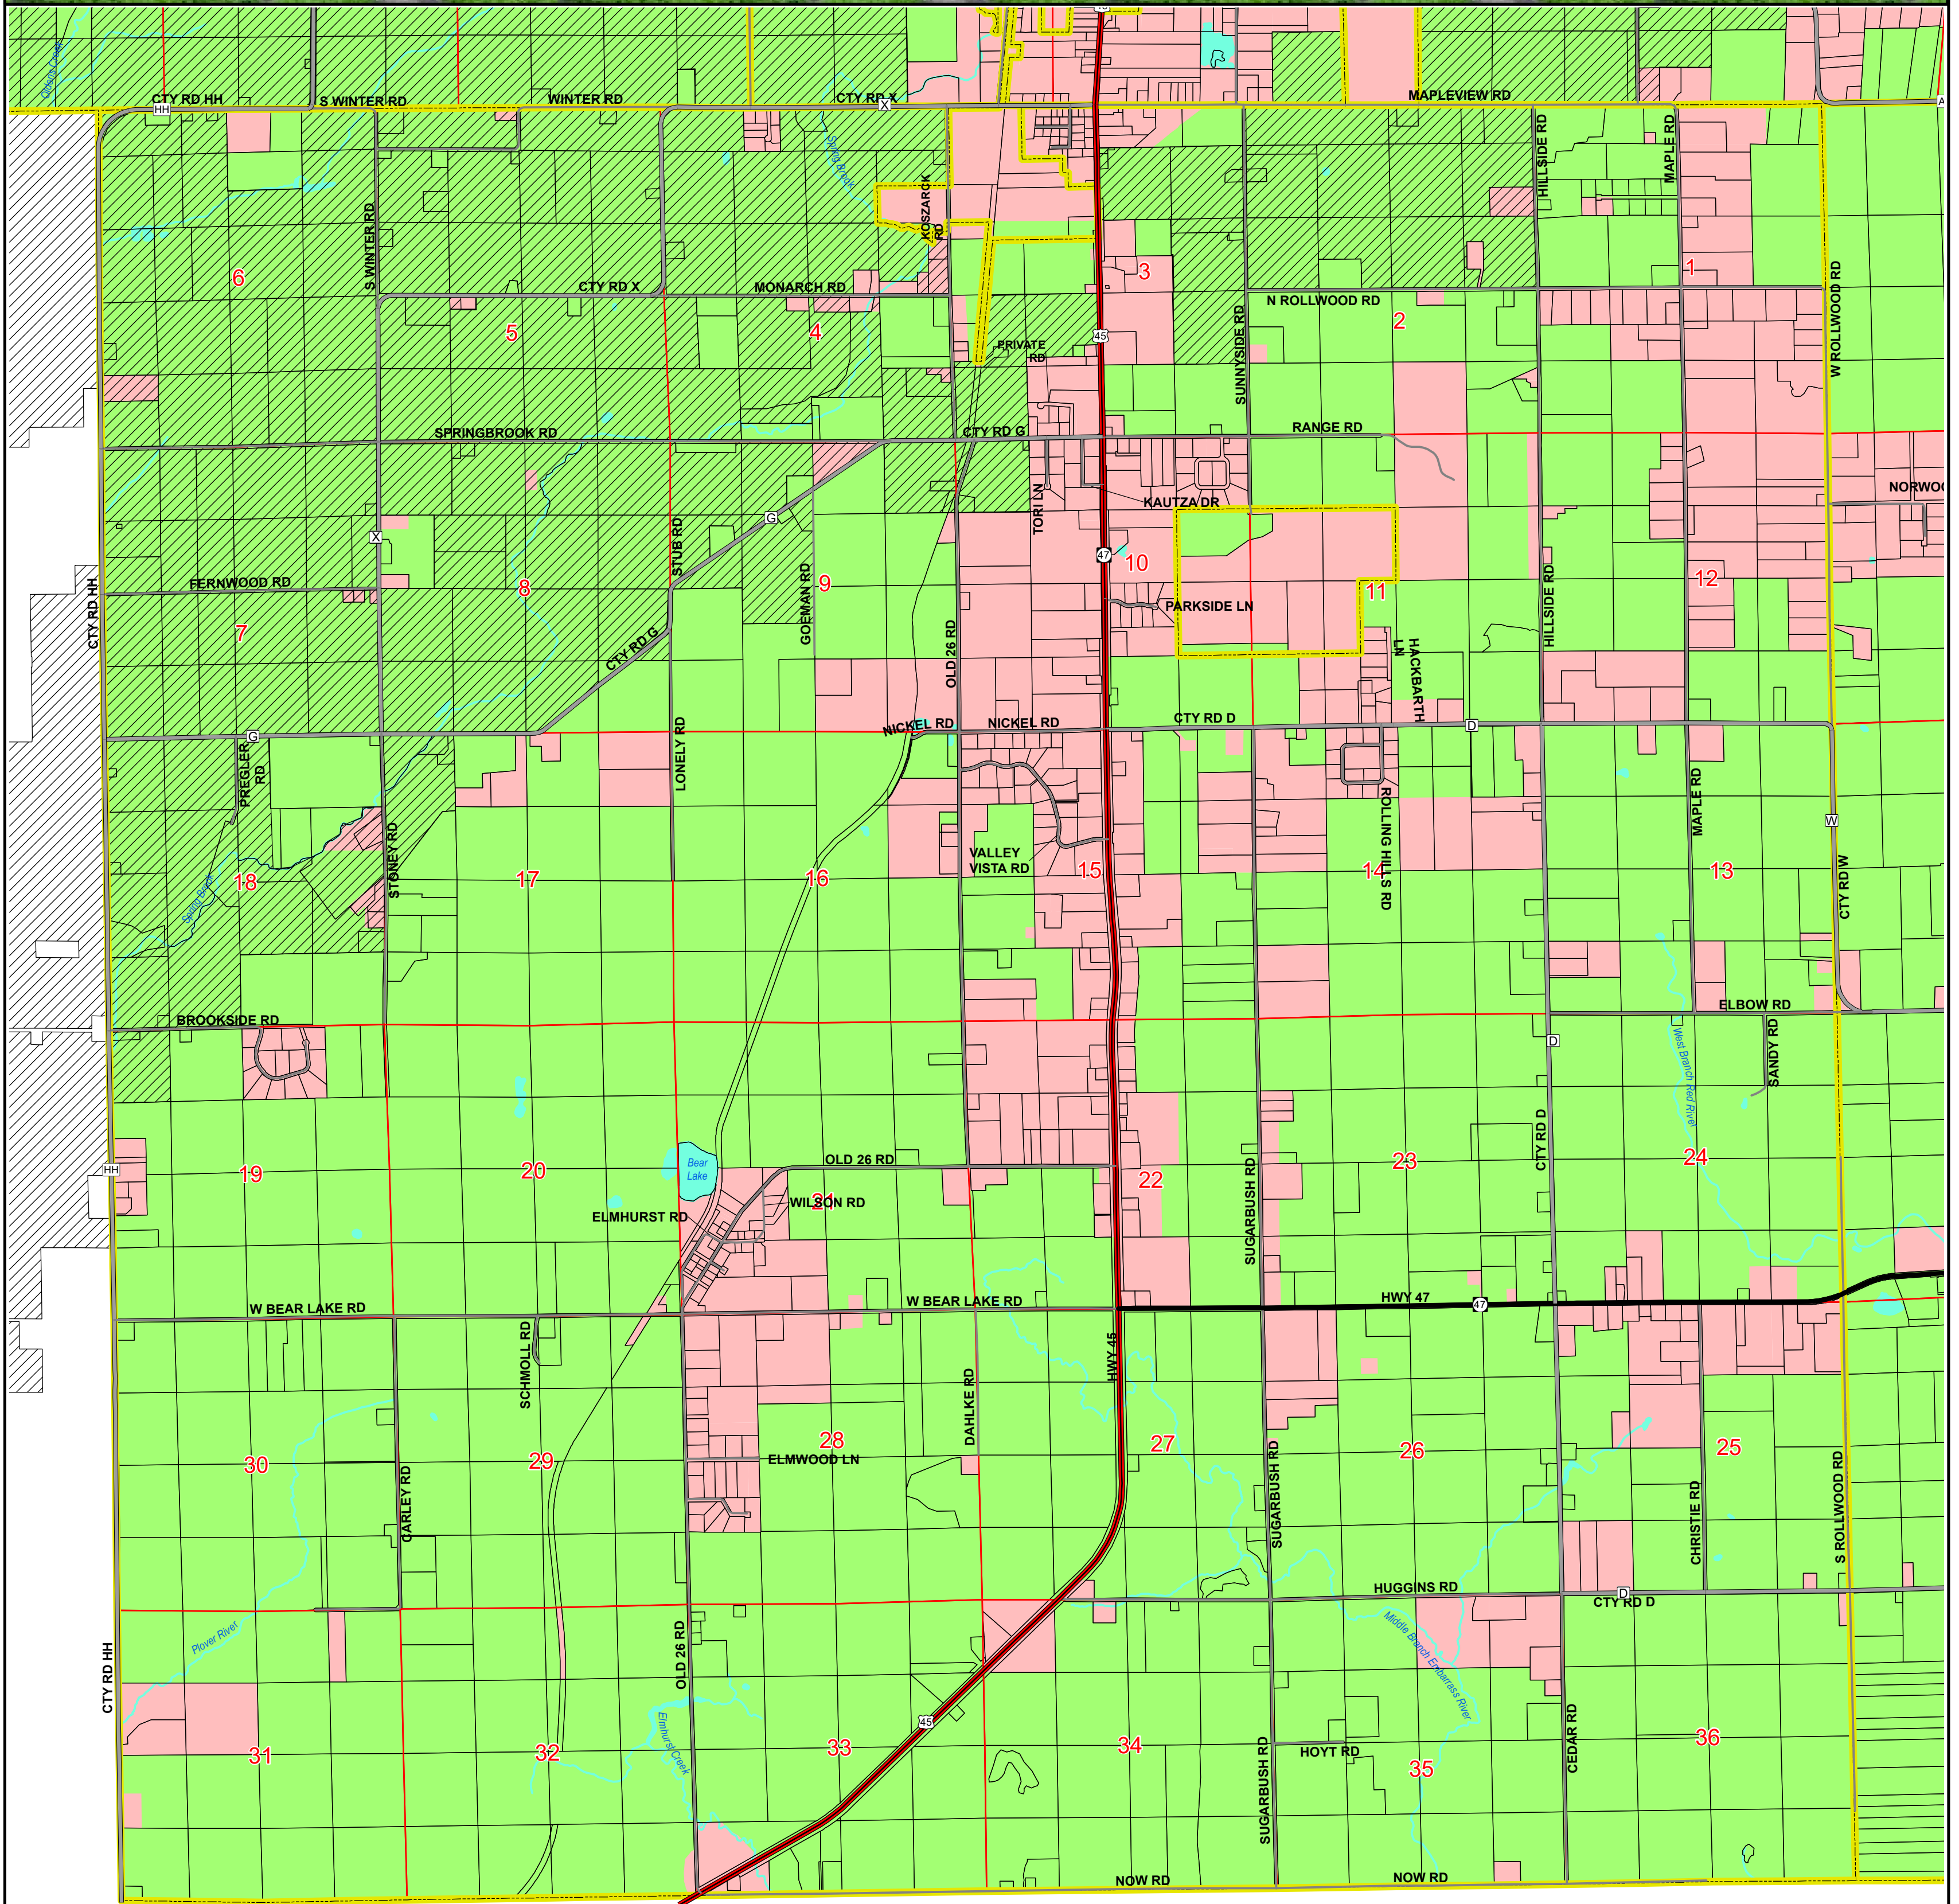 Olkens Creek
CTY RD HH
HH
S WINTER RD
WINTER RD
CTY RD X
X
MAPLEVIEW RD
Spring Brook
KOSZARCK
RD
HILLSIDE RD
MAPLE RD
S WINTER RD
6
3
1
W ROLLWOOD RD
CTY RD X
MONARCH RD
N ROLLWOOD RD
5
4
45
2
SUNNYSIDE RD
PRIVATE
RD
SPRINGBROOK RD
CTY RD G
RANGE RD
NORWOO
TORI LN
KAUTZA DR
G
X
STUB RD
47
10
FERNWOOD RD
8
9
GOEMAN RD
11
12
CTY RD HH
HILLSIDE RD
PARKSIDE LN
7
CTY RD G
OLD 26 RD
HACKBARTH
LN
G
NICKEL RD
NICKEL RD
CTY RD D
D
PREGLER
RD
LONELY RD
ROLLING HILLS RD
MAPLE RD
W
STONEY RD
VALLEY
VISTA RD
18
17
16
15
14
13
CTY RD W
Spring Brook
BROOKSIDE RD
ELBOW RD
D
West Branch Red River
SANDY RD
CTY RD D
HH
19
20
Bear
Lake
OLD 26 RD
22
SUGARBUSH RD
23
24
21
WILSON RD
ELMHURST RD
W BEAR LAKE RD
W BEAR LAKE RD
HWY 47
47
SCHMOLL RD
HWY 45
DAHLKE RD
30
29
28
27
26
25
ELMWOOD LN
CARLEY RD
SUGARBUSH RD
CHRISTIE RD
S ROLLWOOD RD
HUGGINS RD
D
CTY RD D
Plover River
CTY RD HH
OLD 26 RD
Middle Branch Embarrass River
45
Elmhurst Creek
CEDAR RD
31
32
33
34
HOYT RD
35
36
SUGARBUSH RD
NOW RD
NOW RD